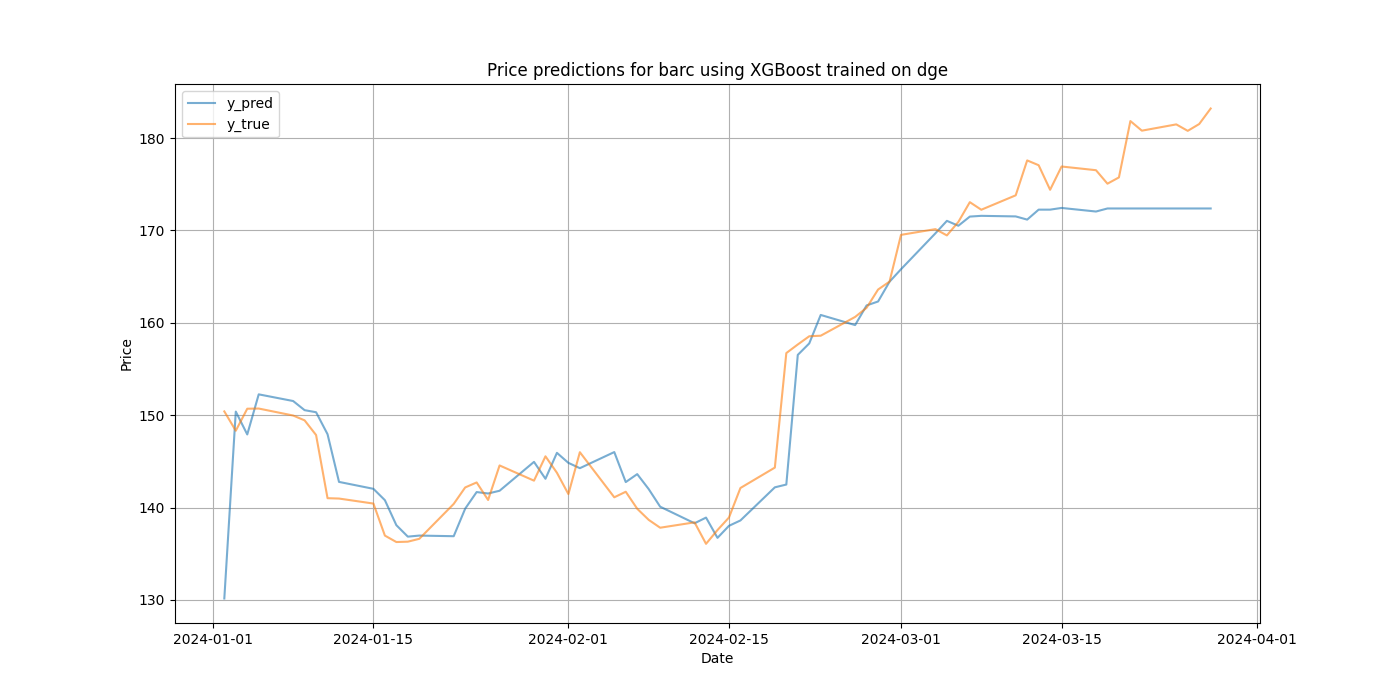 Price predictions for barc using XGBoost trained on dge
y_pred
y_true
180
170
160
150
140
130
Price
2024-01-01 2024-01-15 2024-02-01 2024-02-15 2024-03-01 2024-03-15 2024-04-01
Date